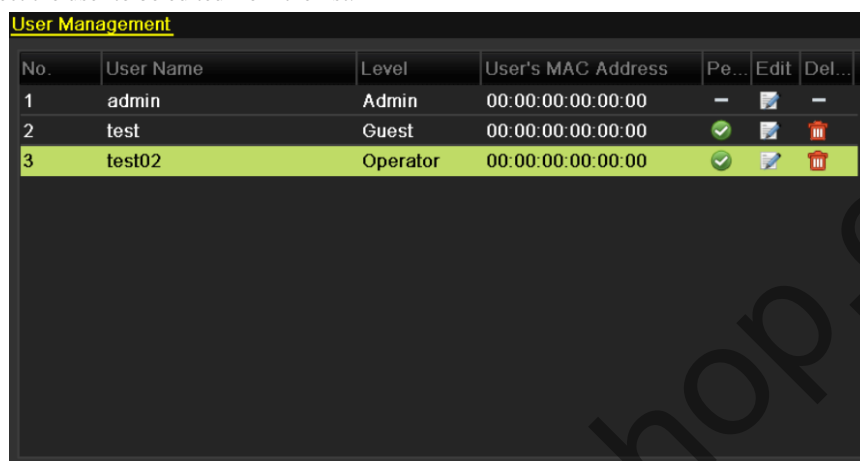 User Management
No. User Name Level User's MAC Address Pe... Edit Del...
1 admin Admin 00:00:00:00:00:00 –
2 test Guest 00:00:00:00:00:00
3 test02 Operator 00:00:00:00:00:00
hop.